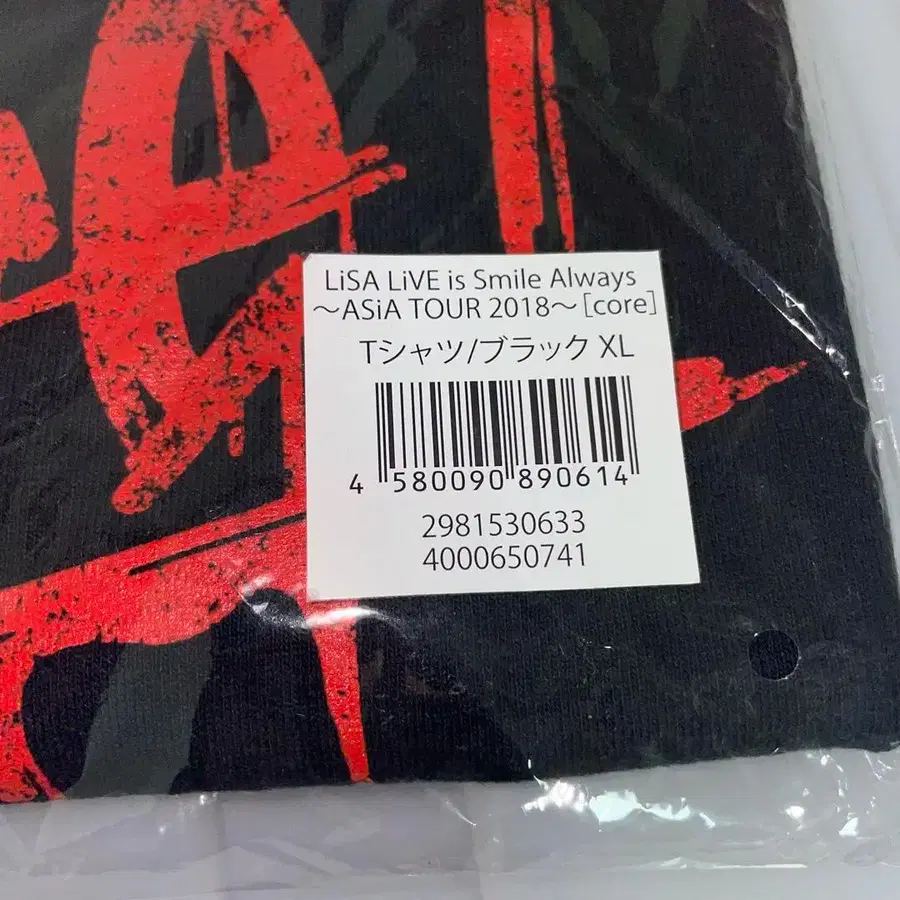 LiSA LiVE is Smile Always
～ASiA TOUR 2018～[core]
Tシャツ/ブラック XL
4 580090 890614
2981530633
4000650741